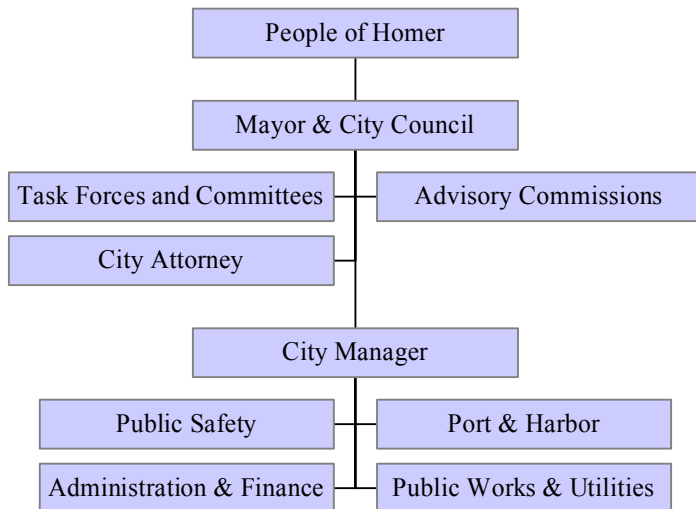 People of Homer
Mayor & City Council
Task Forces and Committees
Advisory Commissions
City Attorney
City Manager
Public Safety
Port & Harbor
Administration & Finance
Public Works & Utilities